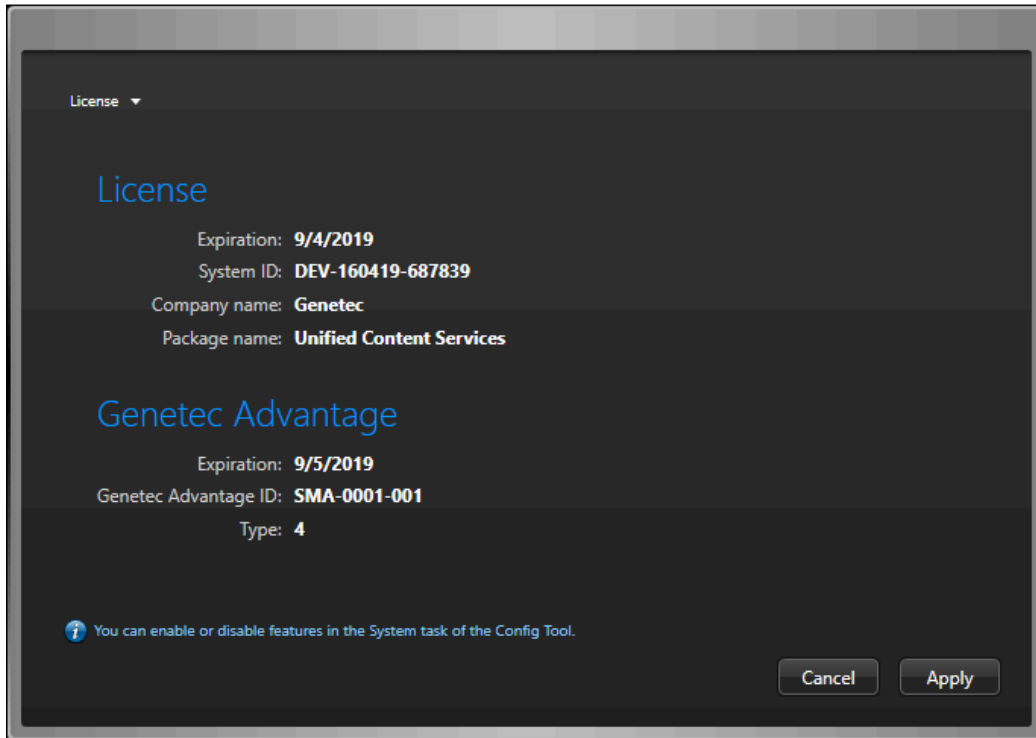 License
License
Expiration: 9/4/2019
System ID: DEV-160419-687839
Company name: Genetec
Package name: Unified Content Services
Genetec Advantage
Expiration: 9/5/2019
Genetec Advantage ID: SMA-0001-001
Type: 4
You can enable or disable features in the System task of the Config Tool.
Cancel Apply